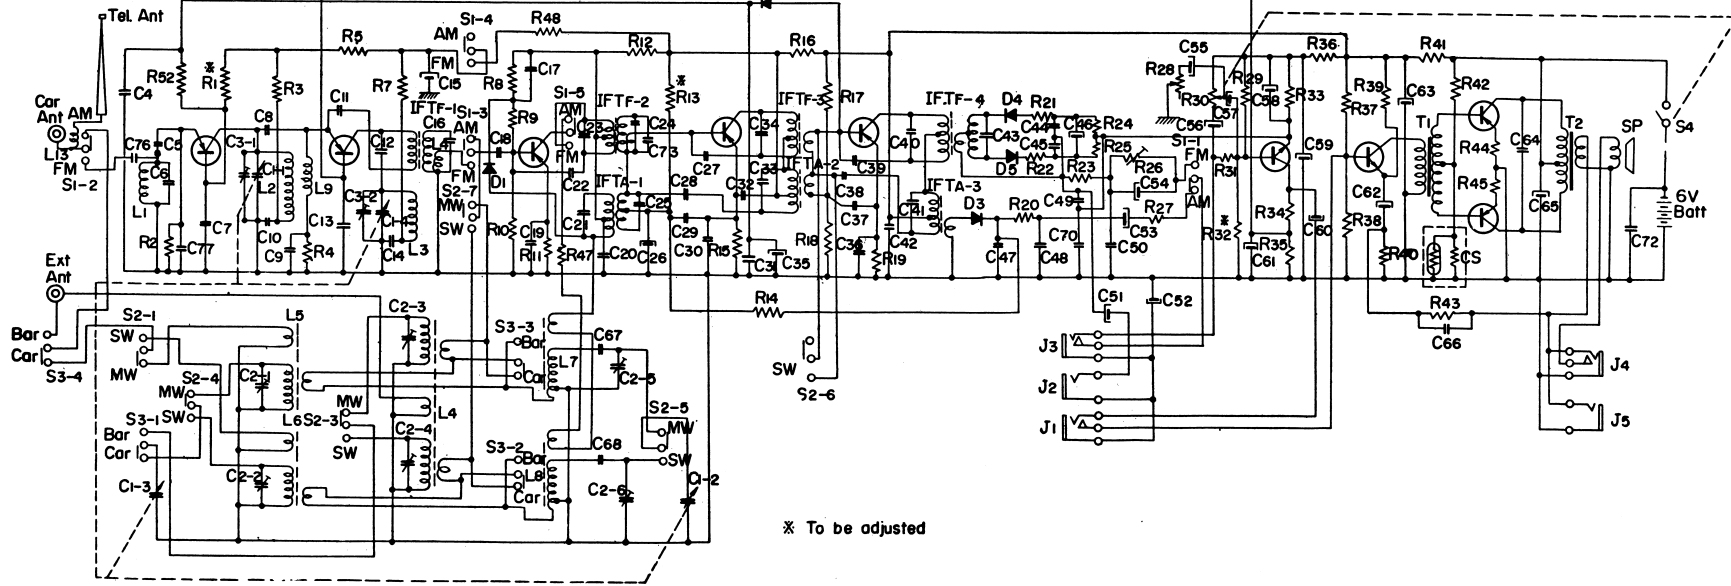 Tel. Ant
S1-4
AM
FM
R48
R5
R12
R16
C55
R36
R41
R52
※
R1
R3
R7
C15
R8
C17
S1-5
AM
FM
R28
R29
R30
C58
R33
C4
C11
IFTF-1
S1-3
C16
AM
FM
L4
R9
C23
IFTF-2
※
R13
IFTF-3
R17
IFTF-4
D4
R21
C56
C57
R37
R39
C63
R42
Car
Ant
AM
L13
FM
S1-2
C76
C5
C6
C3-1
C8
C1-1
L2
L9
C12
C18
C24
C73
C34
C40
C43
C44
C46
R24
C45
D5
R22
R25
R23
S1-1
FM
AM
R31
C59
T1
R44
C64
T2
SP
S4
L1
C7
C10
C13
C3-2
C1-4
S2-7
MW
SW
D1
C22
IFTA-1
C27
C33
IFTA-2
C39
R26
C54
C62
R45
6V
Batt
R2
C77
C9
R4
C14
L3
R10
C19
R11
C21
R47
C20
C25
C26
C28
C29
C30
R15
C32
C31
C35
R18
C38
C37
C36
R19
C41
C42
IFTA-3
D3
R20
C49
C47
C48
C70
C53
R27
C50
※
R32
R34
R35
C61
C60
R38
R40
CS
C65
C72
Ext
Ant
R14
C51
C52
R43
C66
Bar
Car
S3-4
S2-1
SW
MW
L5
C2-3
S3-3
Bar
Car
L7
C67
C2-5
SW
S2-6
J3
J4
S2-4
MW
SW
C2-1
L6
S2-3
MW
SW
L4
C2-4
S2-5
MW
SW
J2
J1
J5
S3-1
Bar
Car
C1-3
C2-2
S3-2
Bar
L8
Car
C68
C2-6
C1-2
※ To be adjusted